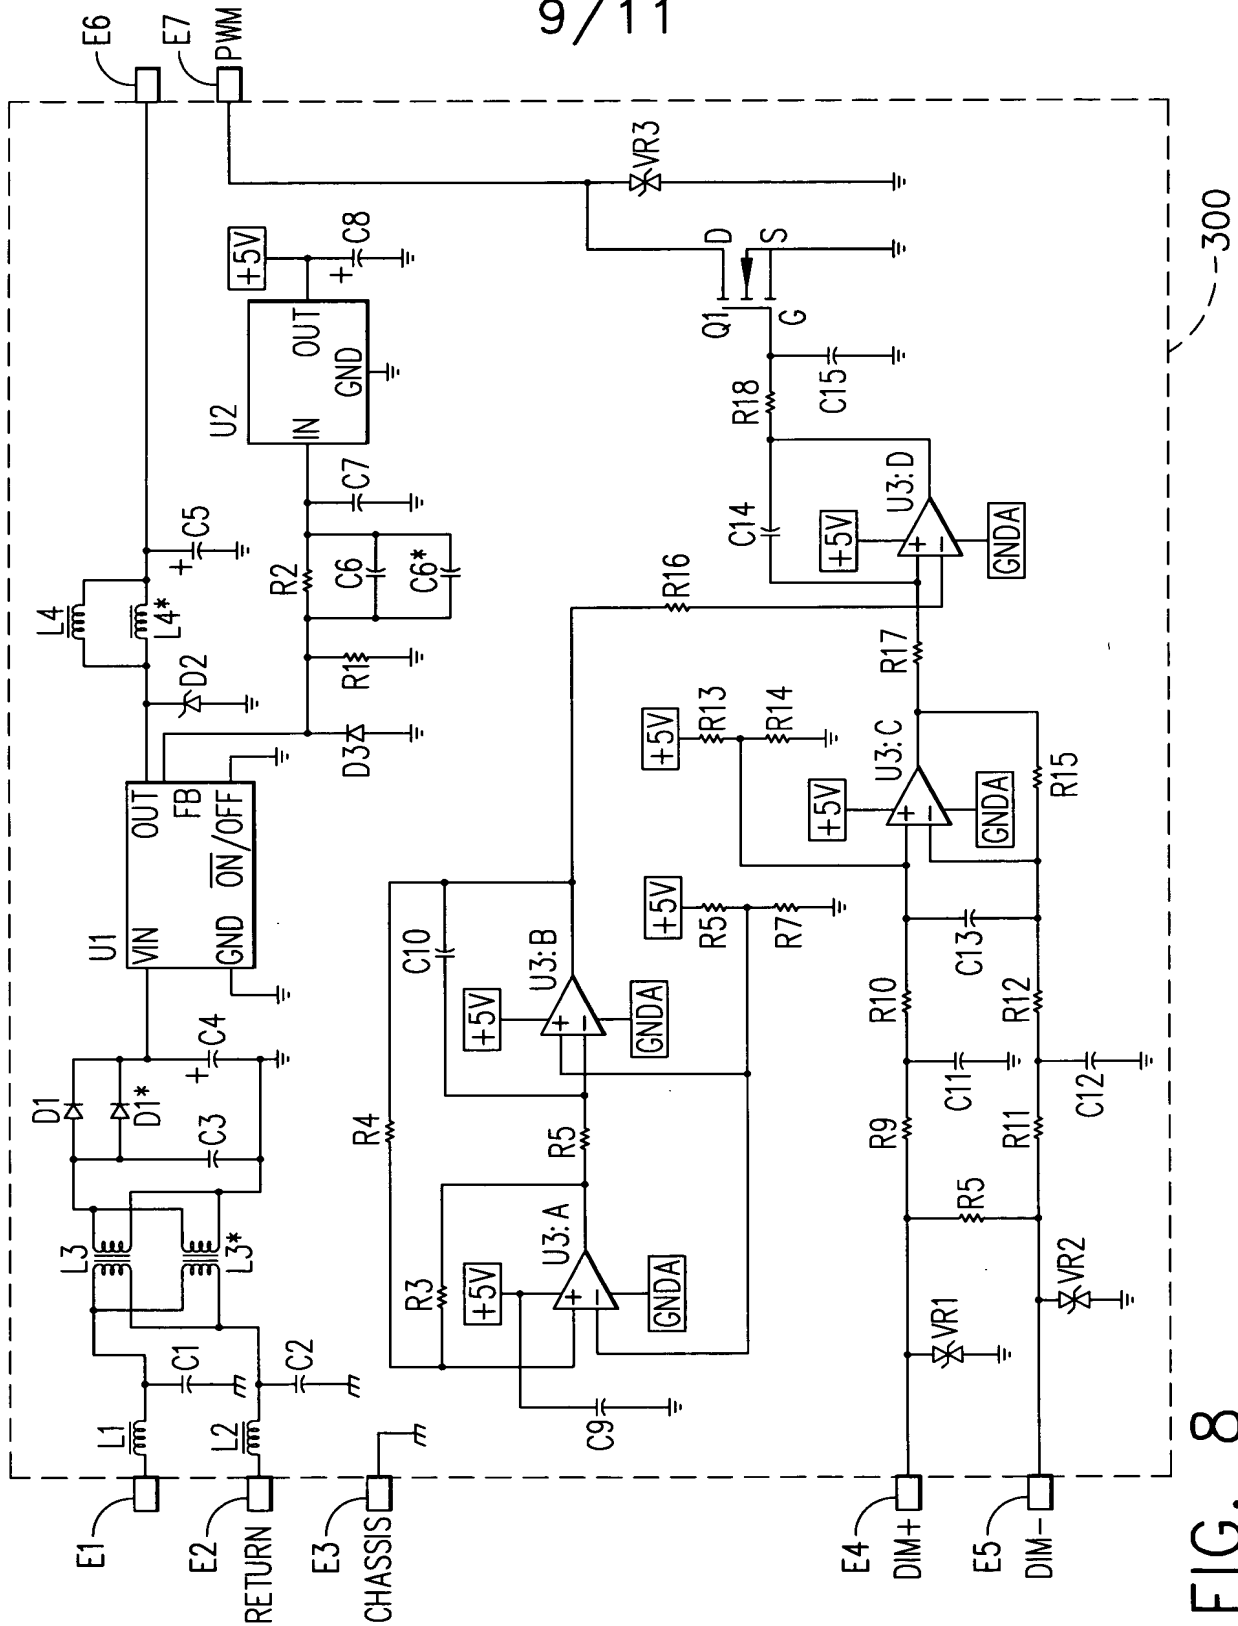 9/11
E6
E7
PWM
L4
L4*
C5
D2
U1
VIN
OUT
FB
ON/OFF
GND
D1
D1*
C4
+
C3
L3
L3*
L1
C1
L2
C2
E1
E2
RETURN
E3
CHASSIS
D3
R1
R2
C6
C6*
C7
U2
IN
OUT
GND
+5V
C8
+
+
VR3
D
S
G
Q1
R18
C15
C14
U3:D
+5V
GNDA
+
−
R16
R17
R4
C10
U3:B
+5V
GNDA
+
−
R5
R3
U3:A
+5V
GNDA
+
−
C9
+5V
R5
R7
+5V
R13
R14
U3:C
+5V
GNDA
+
−
R15
R10
C13
R12
R9
C11
R11
C12
R5
VR1
VR2
E4
DIM+
E5
DIM-
300
FIG. 8